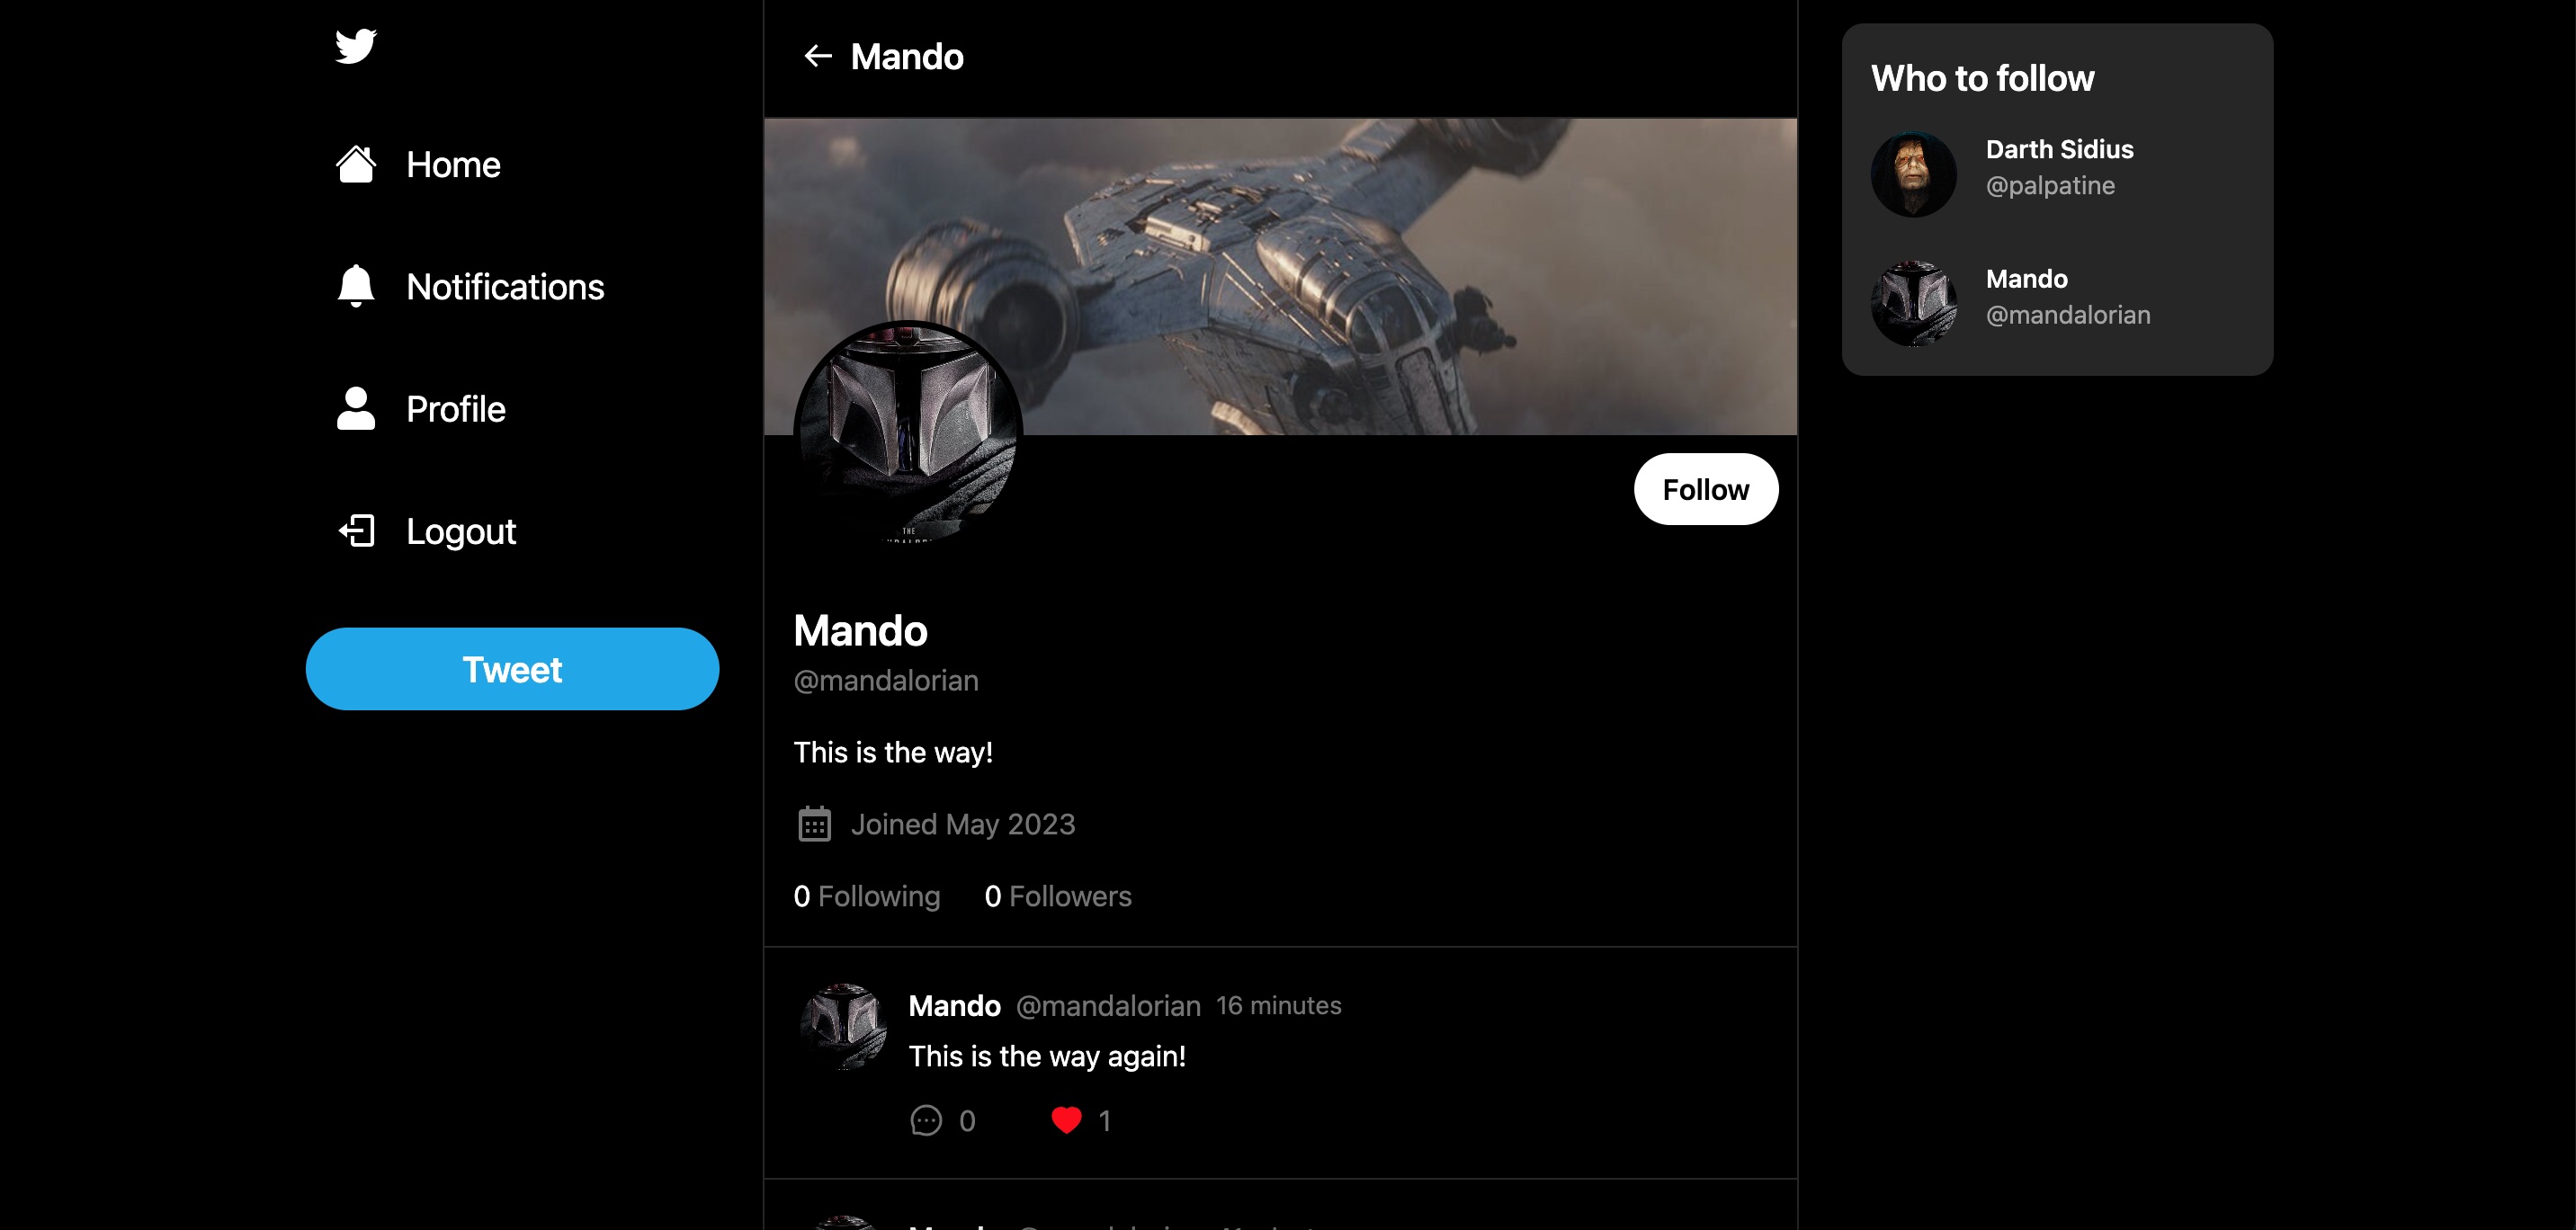 Home
Notifications
Profile
Logout
Tweet
Mando
THE
Follow
Mando
@mandalorian
This is the way!
Joined May 2023
0 Following 0 Followers
Mando @mandalorian 16 minutes
This is the way again!
0 1
Who to follow
Darth Sidius
@palpatine
Mando
@mandalorian